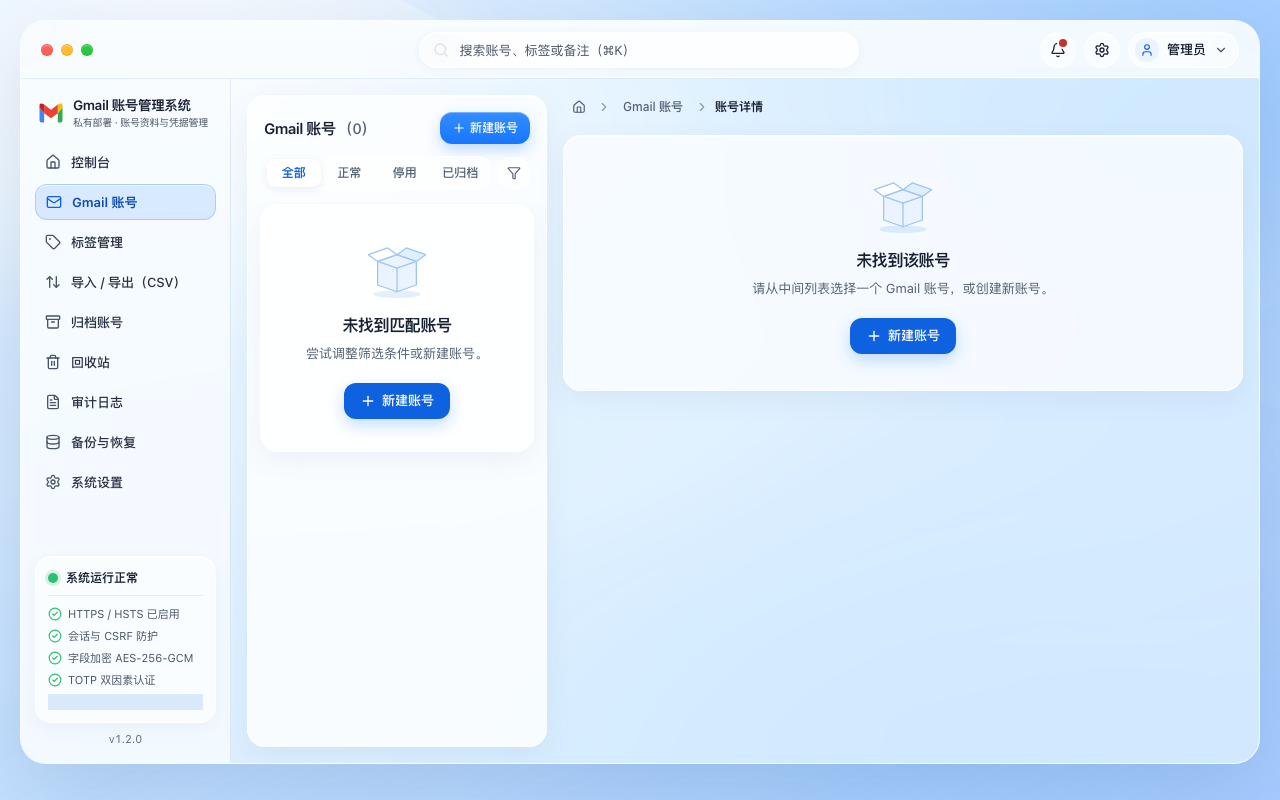 搜索账号、标签或备注（⌘K）
管理员
Gmail 账号管理系统
私有部署 · 账号资料与凭据管理
控制台
Gmail 账号
标签管理
导入 / 导出（CSV）
归档账号
回收站
审计日志
备份与恢复
系统设置
系统运行正常
HTTPS / HSTS 已启用
会话与 CSRF 防护
字段加密 AES-256-GCM
TOTP 双因素认证
v1.2.0
Gmail 账号 （0）
新建账号
全部 正常 停用 已归档
未找到匹配账号
尝试调整筛选条件或新建账号。
新建账号
Gmail 账号 账号详情
未找到该账号
请从中间列表选择一个 Gmail 账号，或创建新账号。
新建账号